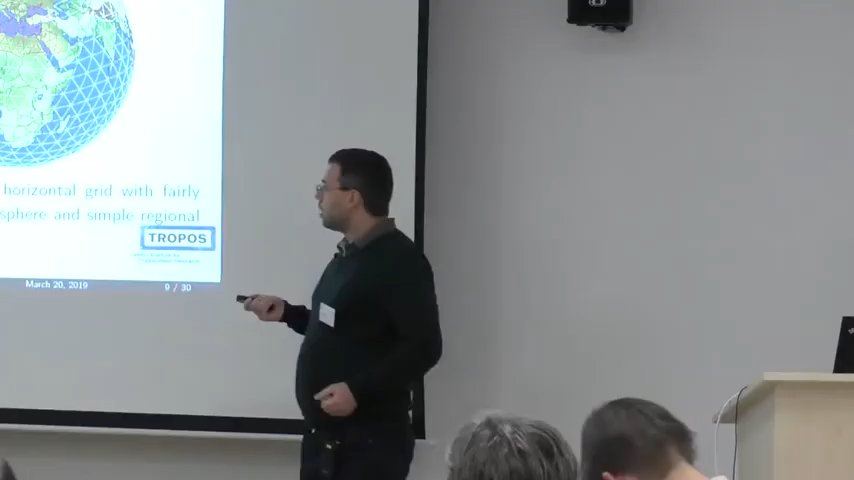 horizontal grid with fairly
sphere and simple regional
TROPOS
March 20, 2019
9 / 30